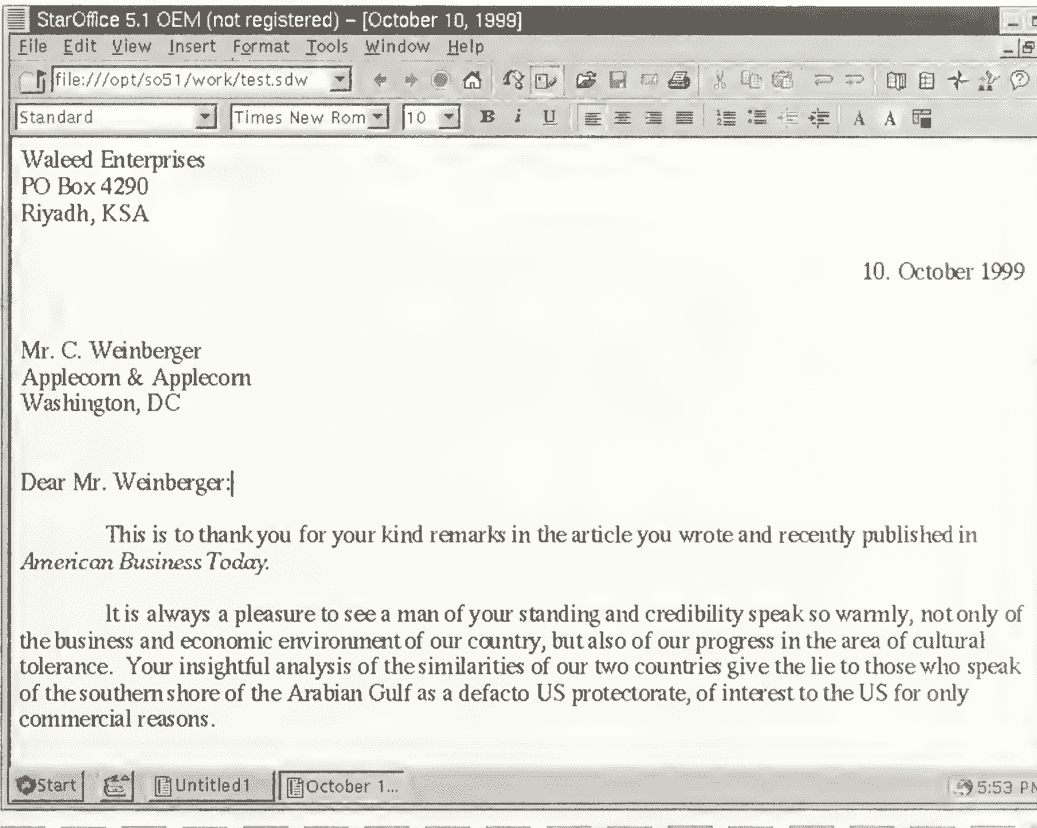 StarOffice 5.1 OEM (not registered) – [October 10, 1999]
File Edit View Insert Format Tools Window Help
file:///opt/so51/work/test.sdw
Standard Times New Rom 10 B i U A A
Waleed Enterprises
PO Box 4290
Riyadh, KSA
10. October 1999
Mr. C. Weinberger
Applecorn & Applecorn
Washington, DC
Dear Mr. Weinberger:
This is to thank you for your kind remarks in the article you wrote and recently published in
American Business Today.
It is always a pleasure to see a man of your standing and credibility speak so warmly, not only of
the business and economic environment of our country, but also of our progress in the area of cultural
tolerance. Your insightful analysis of the similarities of our two countries give the lie to those who speak
of the southern shore of the Arabian Gulf as a defacto US protectorate, of interest to the US for only
commercial reasons.
Start Untitled1 October 1... 5:53 PM